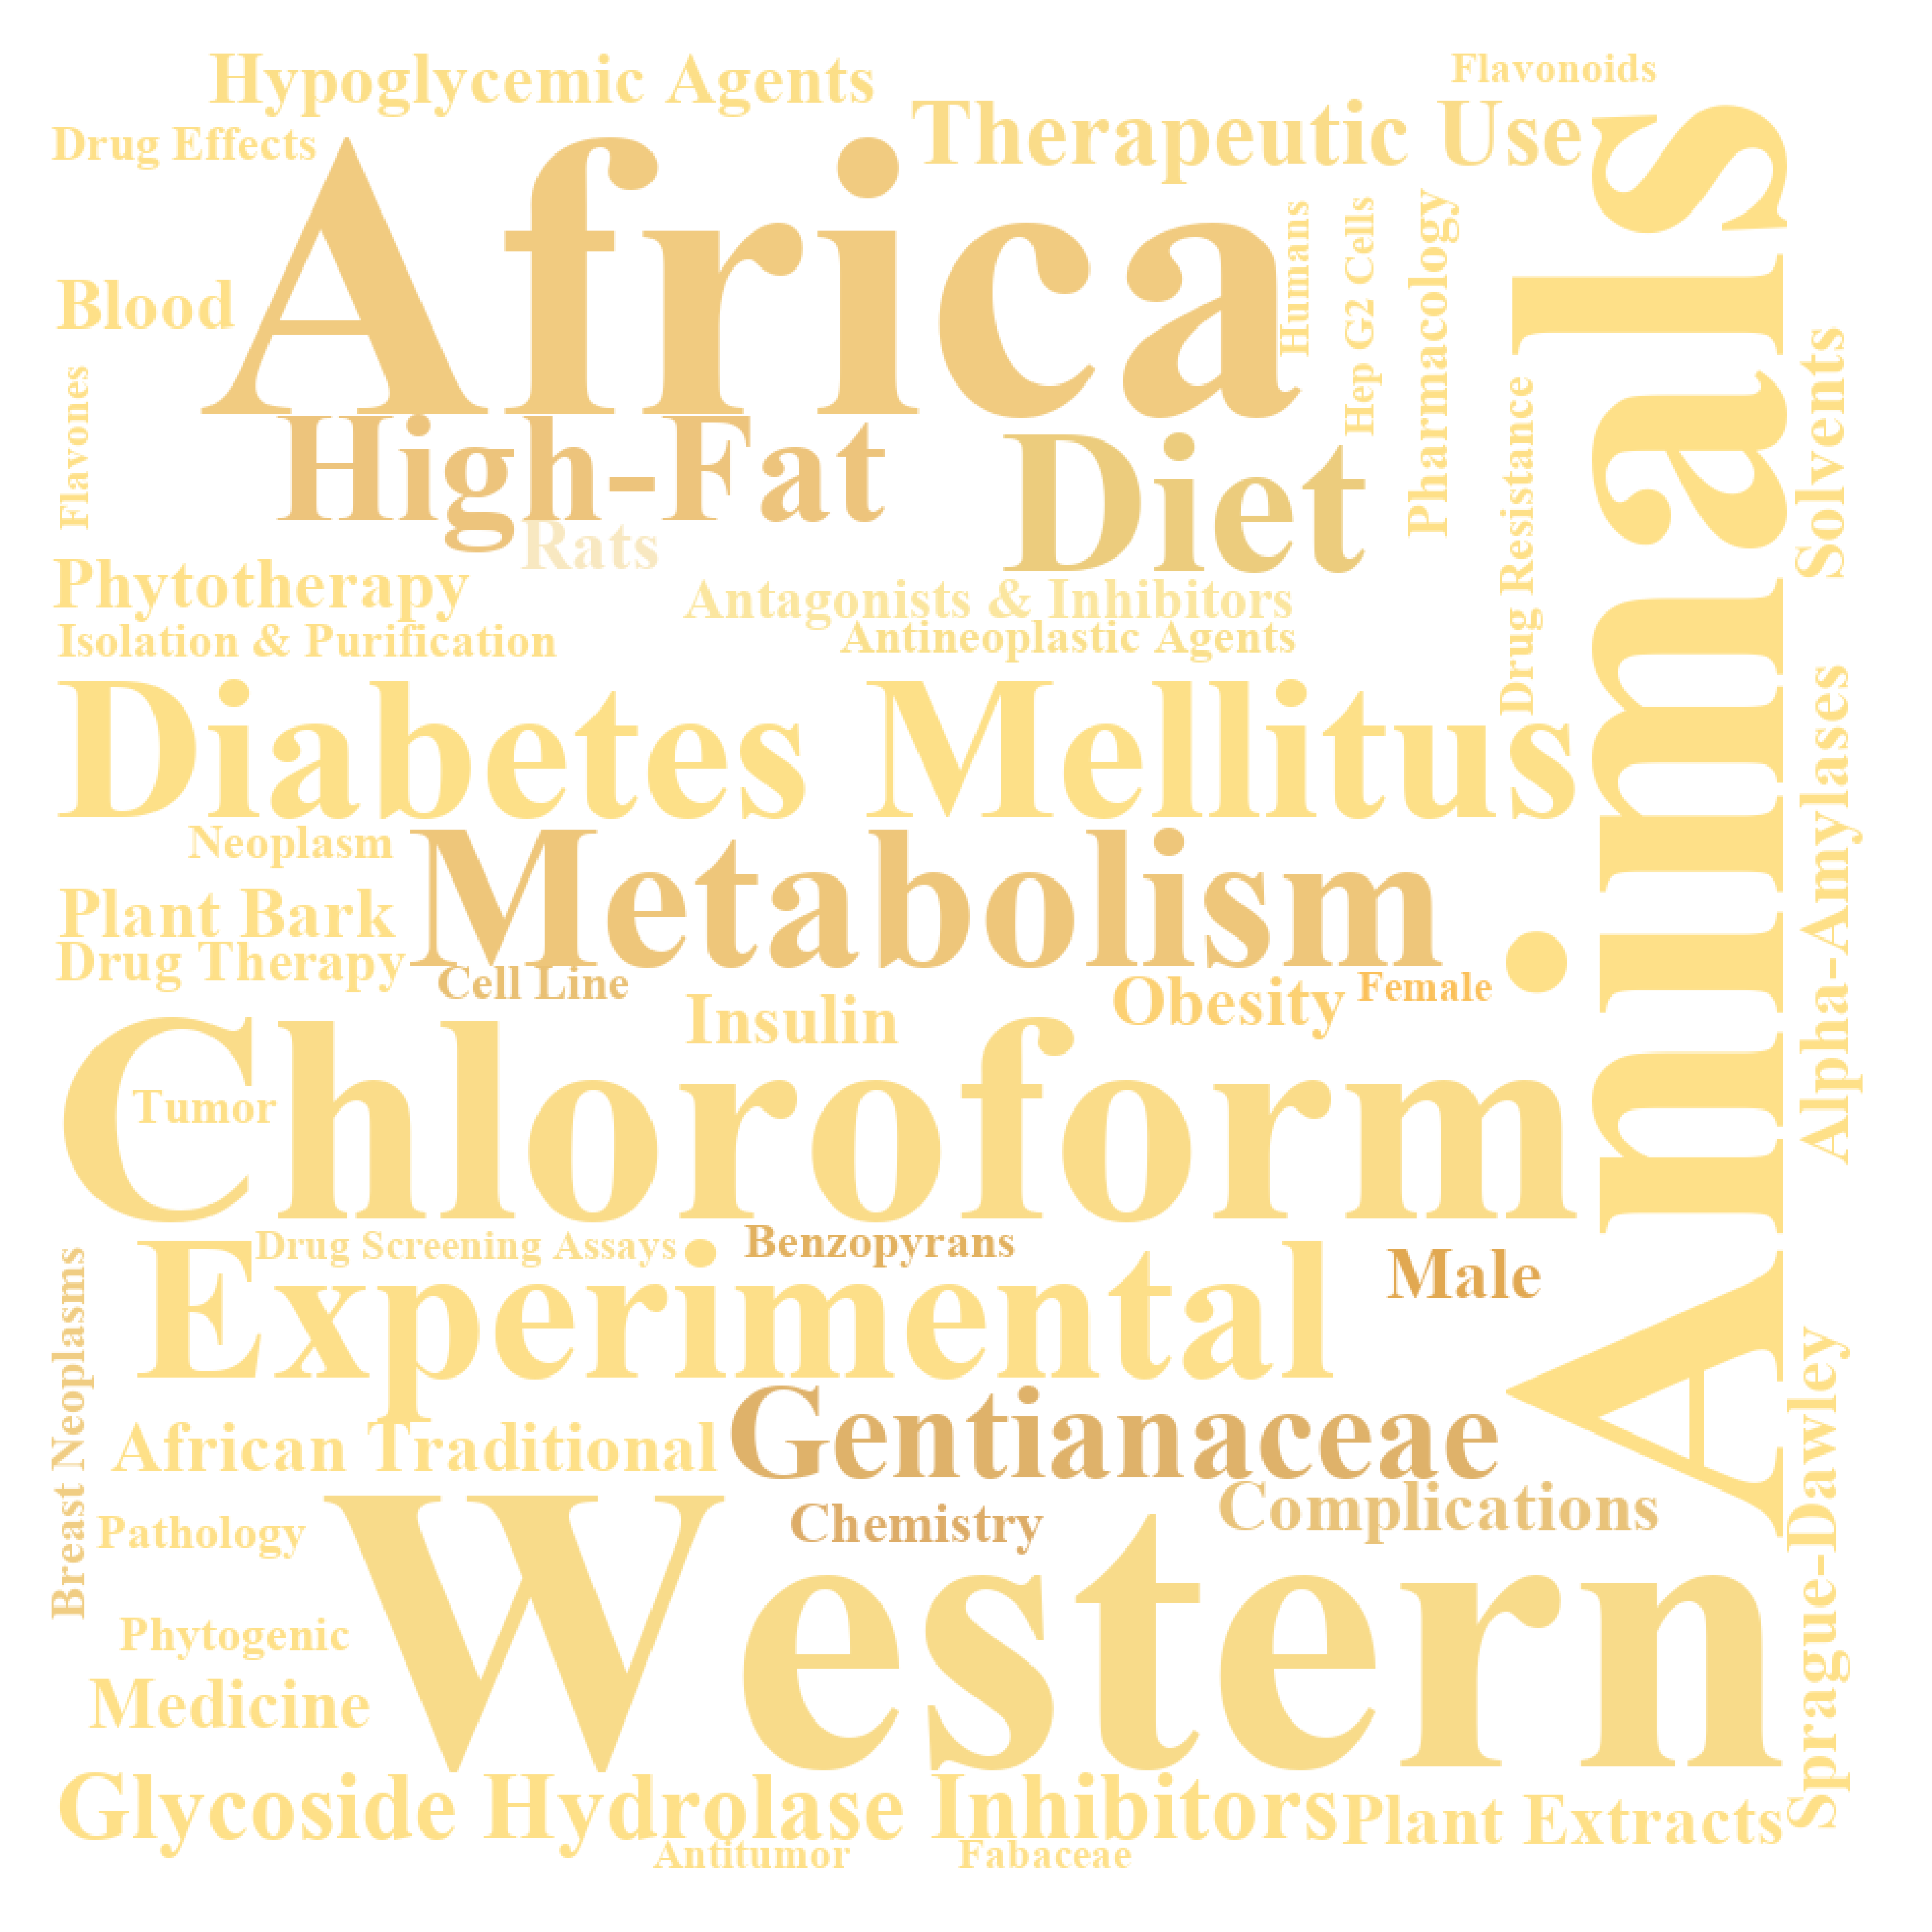 Hypoglycemic Agents
Flavonoids
Drug Effects
Therapeutic Use
Africa
Animals
Humans
Hep G2 Cells
Pharmacology
Blood
Solvents
Flavones
High-Fat
Diet
Drug Resistance
Rats
Phytotherapy
Antagonists & Inhibitors
Isolation & Purification
Antineoplastic Agents
Diabetes Mellitus
Alpha-Amylases
Neoplasm
Metabolism
Plant Bark
Drug Therapy
Cell Line
Insulin
Obesity
Female
Chloroform
Tumor
Drug Screening Assays
Benzopyrans
Male
Experimental
Breast Neoplasms
Sprague-Dawley
African Traditional
Gentianaceae
Complications
Chemistry
Pathology
Western
Phytogenic
Medicine
Glycoside Hydrolase Inhibitors
Plant Extracts
Antitumor
Fabaceae